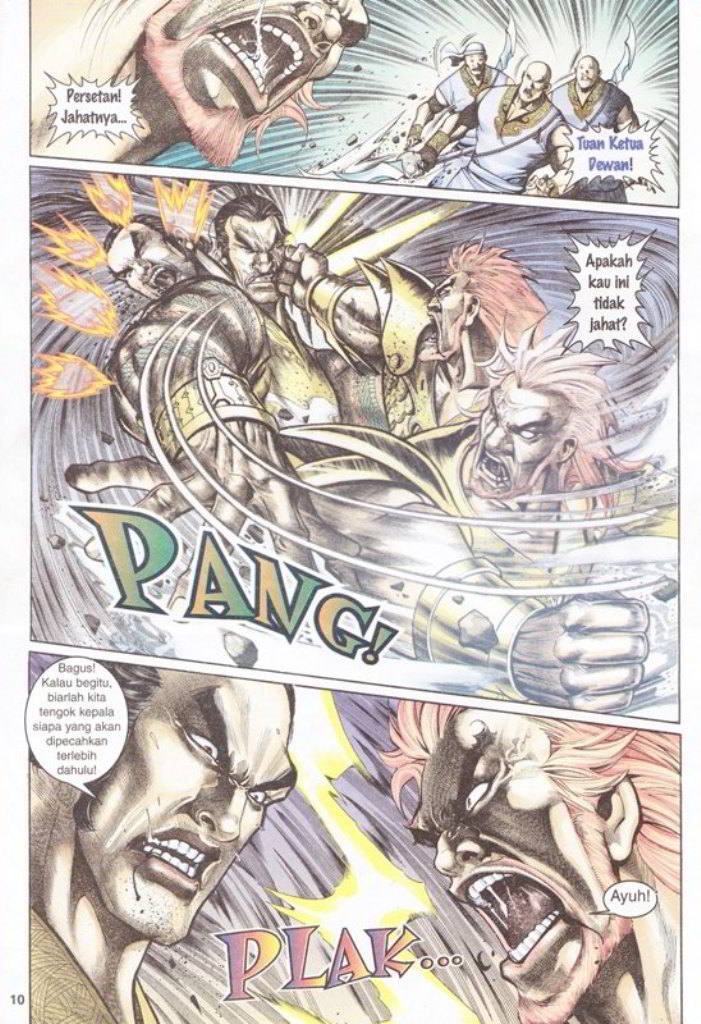 Persetan!
Jahatnya...
Tuan Ketua
Dewan!
Apakah
kau ini
tidak
jahat?
PANG!
Bagus!
Kalau begitu,
biarlah kita
tengok kepala
siapa yang akan
dipecahkan
terlebih
dahulu!
Ayuh!
PLAK...
10